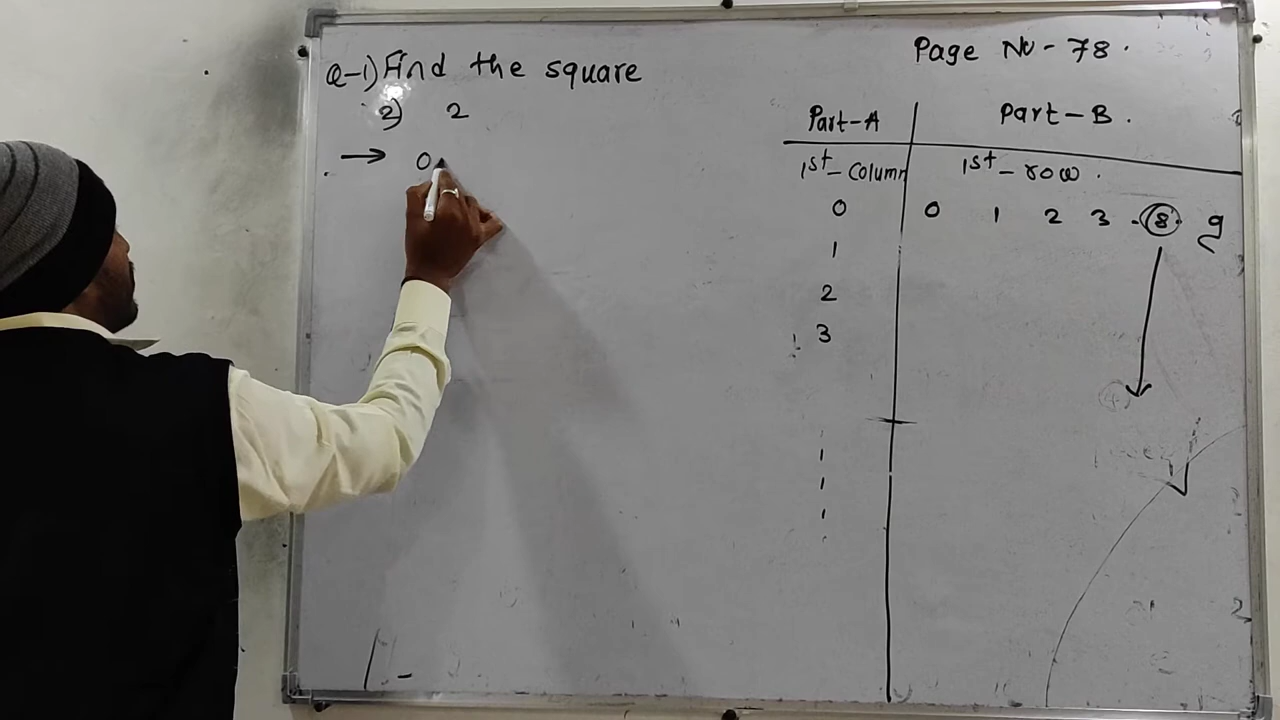 Q-1) Find the square
2) 2
→ 0
Page No - 78.
Part-A Part-B.
1st-Column 1st-row.
0 0 1 2 3 .8. 9
1
2
3